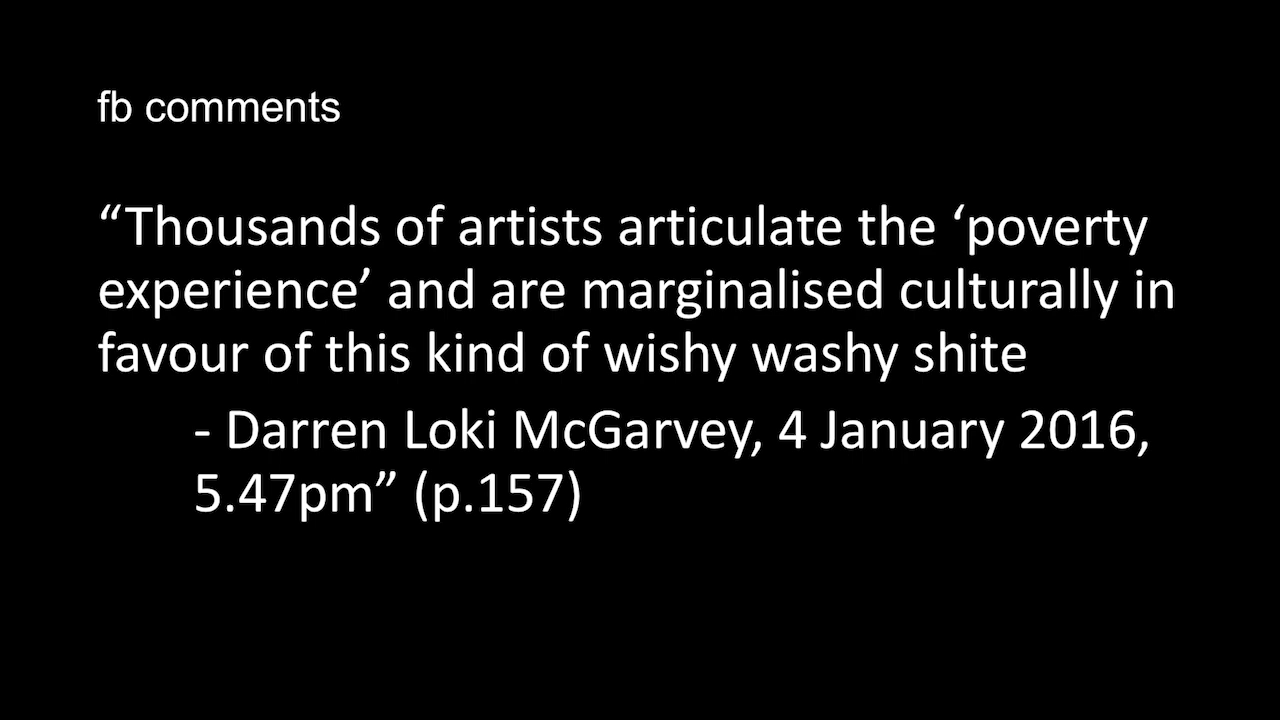 fb comments
“Thousands of artists articulate the ‘poverty
experience’ and are marginalised culturally in
favour of this kind of wishy washy shite
- Darren Loki McGarvey, 4 January 2016,
5.47pm” (p.157)